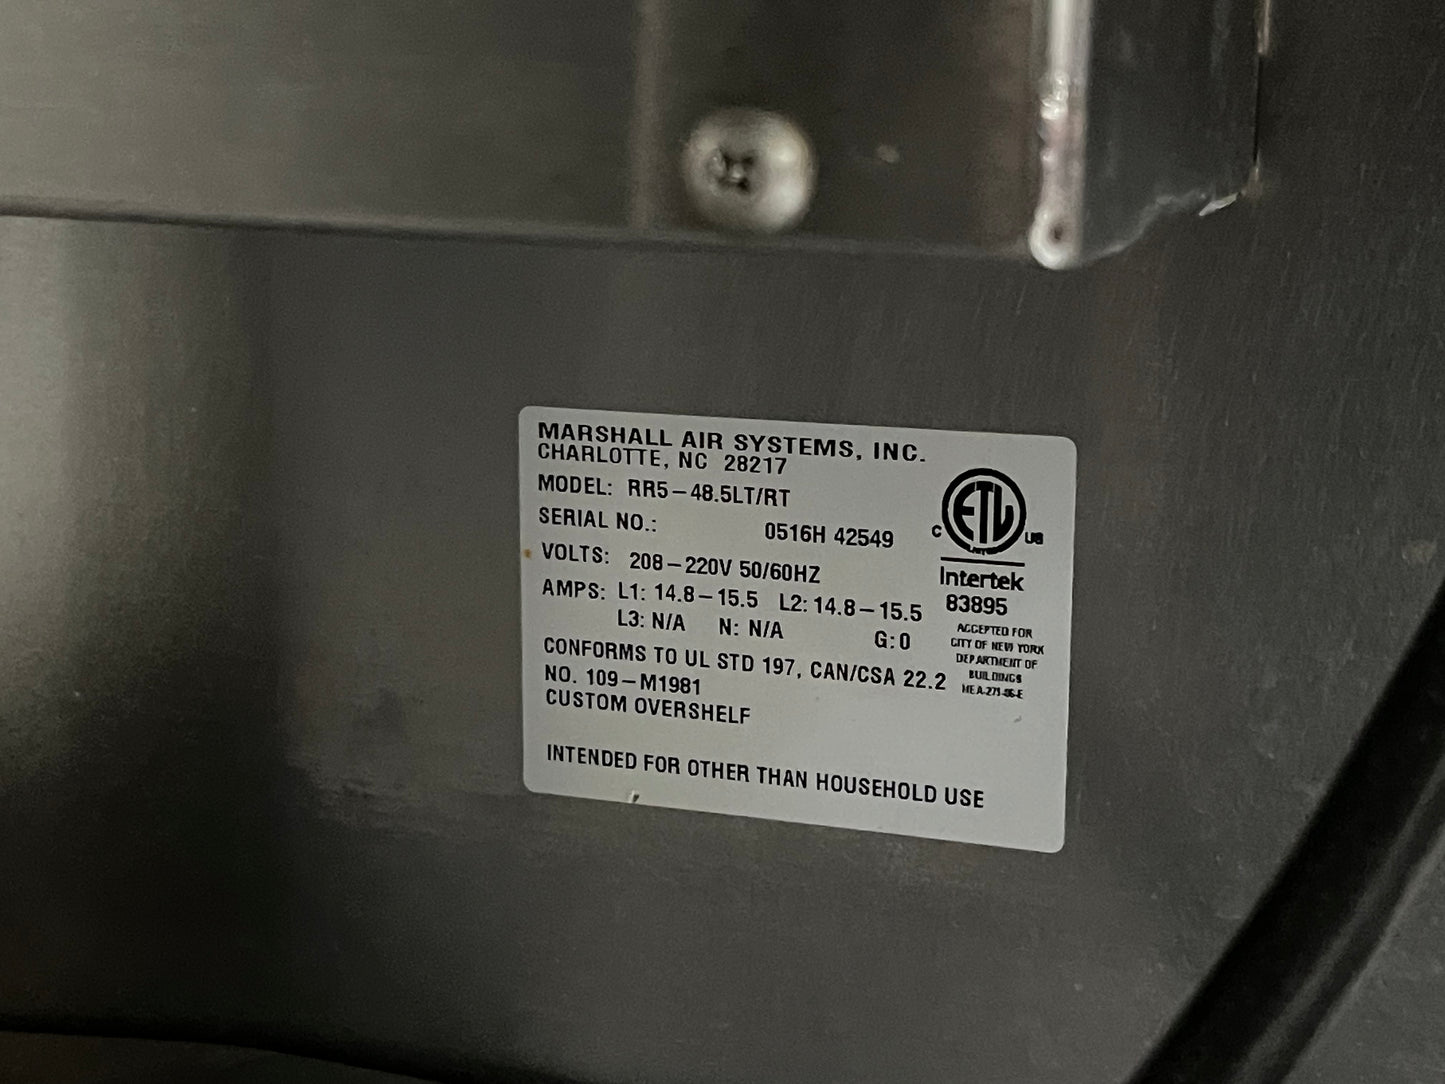 MARSHALL AIR SYSTEMS, INC.
CHARLOTTE, NC 28217
MODEL: RR5-48.5LT/RT
SERIAL NO.: 0516H 42549
VOLTS: 208-220V 50/60HZ
AMPS: L1: 14.8-15.5 L2: 14.8-15.5
L3: N/A N: N/A G: 0
CONFORMS TO UL STD 197, CAN/CSA 22.2
NO. 109-M1981
CUSTOM OVERSHELF
INTENDED FOR OTHER THAN HOUSEHOLD USE
C ETL US
Intertek
83895
ACCEPTED FOR
CITY OF NEW YORK
DEPARTMENT OF
BUILDINGS